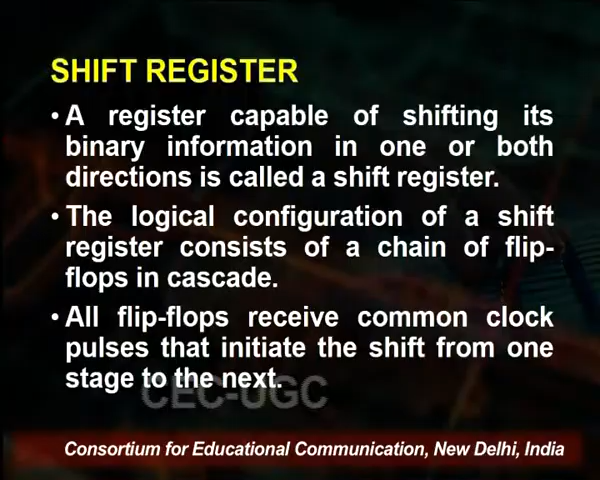 SHIFT REGISTER
• A register capable of shifting its
binary information in one or both
directions is called a shift register.
• The logical configuration of a shift
register consists of a chain of flip-
flops in cascade.
• All flip-flops receive common clock
pulses that initiate the shift from one
stage to the next.
CEC-UGC
Consortium for Educational Communication, New Delhi, India